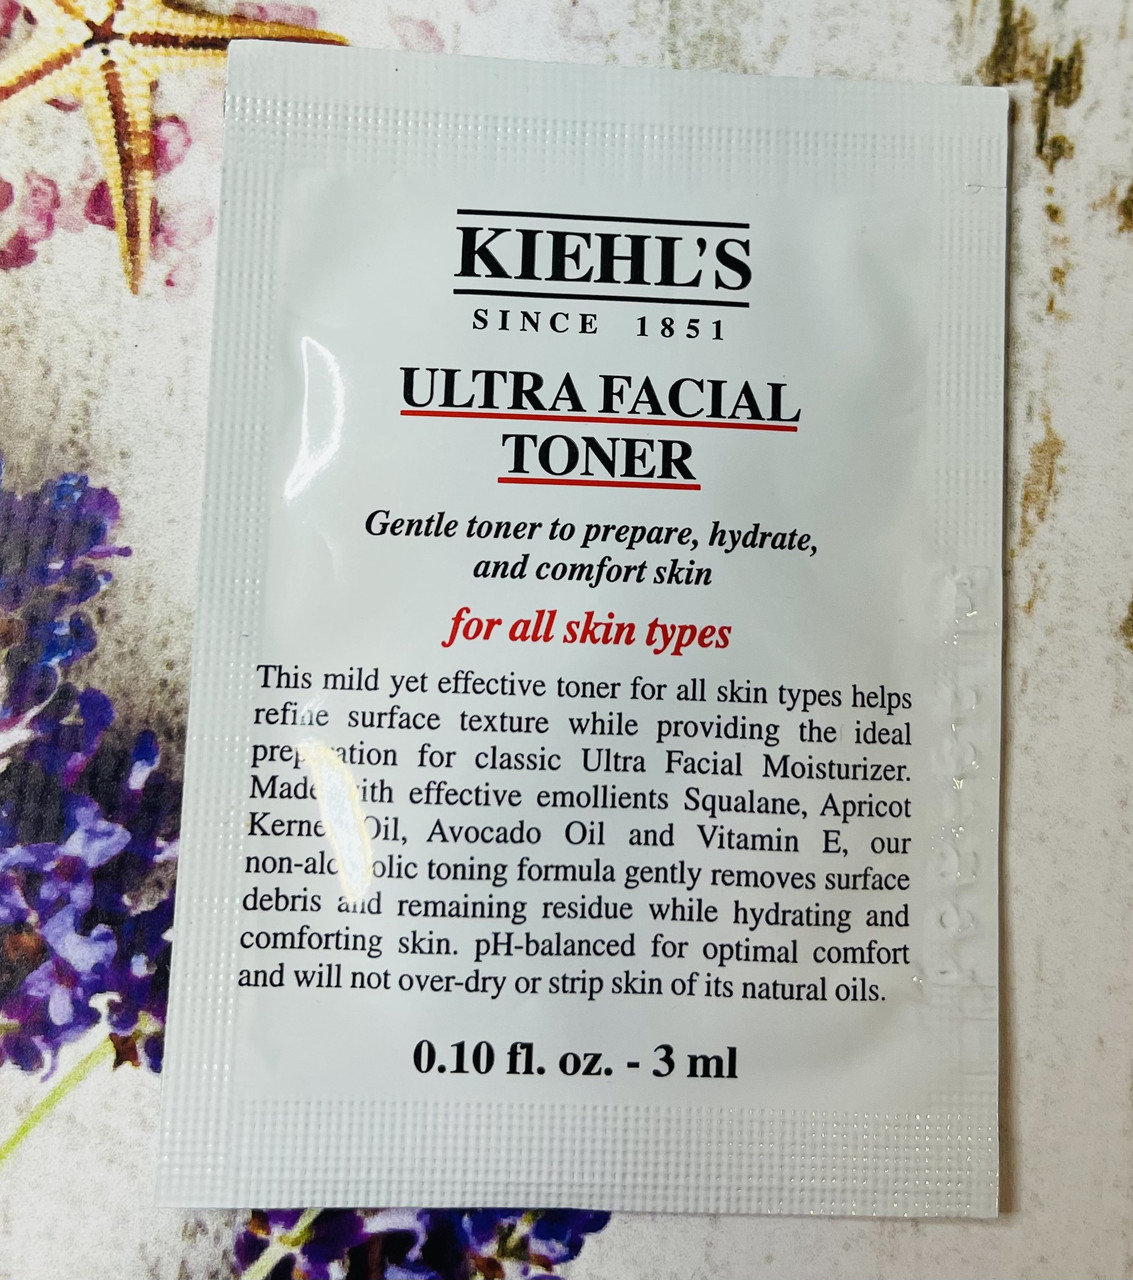 KIEHL'S
SINCE 1851
ULTRA FACIAL
TONER
Gentle toner to prepare, hydrate,
and comfort skin
for all skin types
This mild yet effective toner for all skin types helps
refine surface texture while providing the ideal
preparation for classic Ultra Facial Moisturizer.
Made with effective emollients Squalane, Apricot
Kernel Oil, Avocado Oil and Vitamin E, our
non-alcoholic toning formula gently removes surface
debris and remaining residue while hydrating and
comforting skin. pH-balanced for optimal comfort
and will not over-dry or strip skin of its natural oils.
0.10 fl. oz. - 3 ml